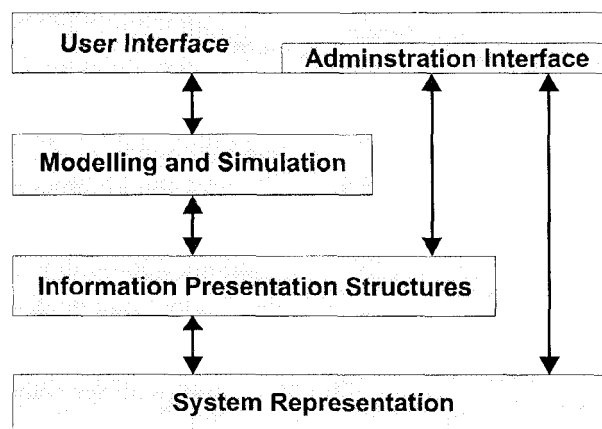 User Interface
Adminstration Interface
Modelling and Simulation
Information Presentation Structures
System Representation